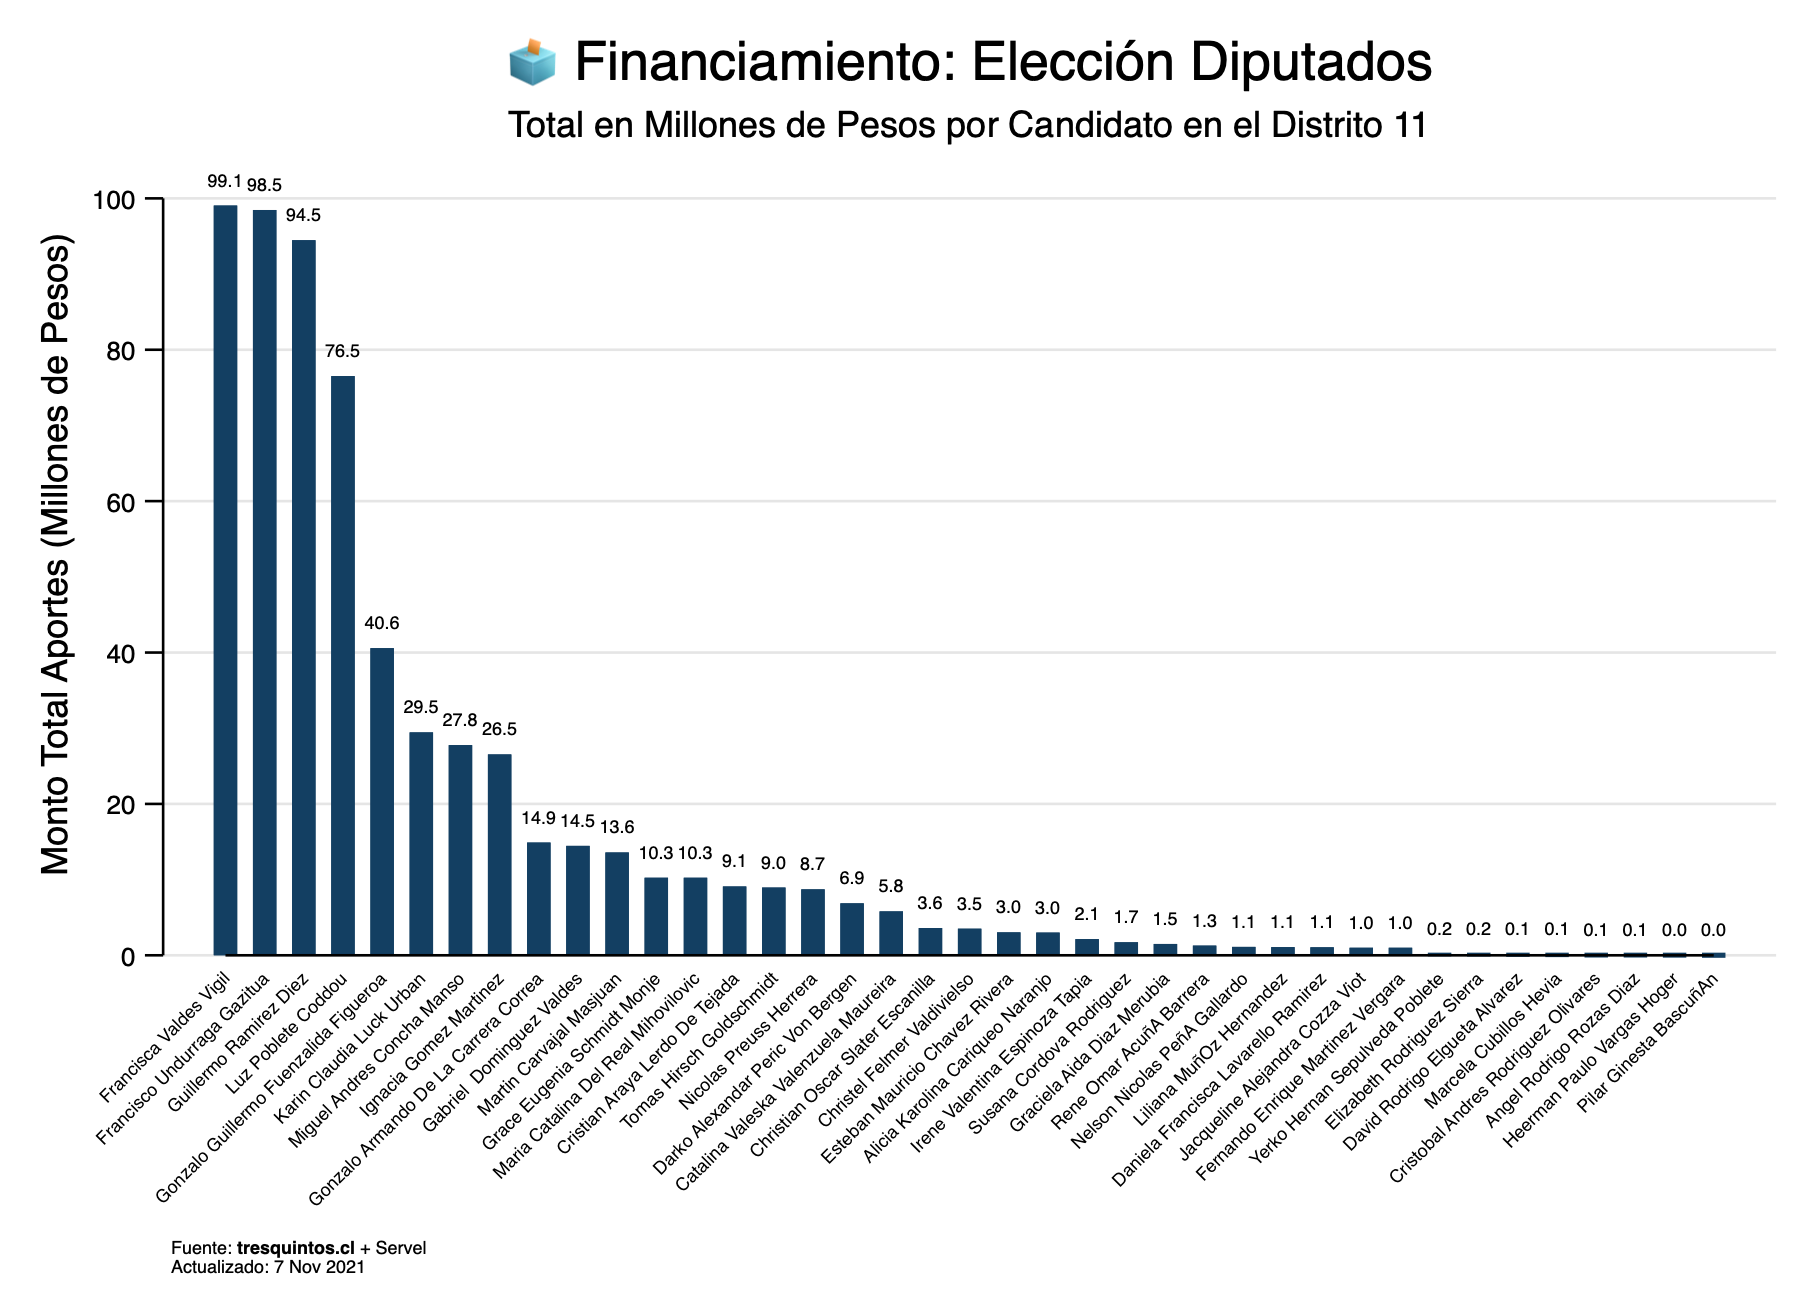 Financiamiento: Elección Diputados
Total en Millones de Pesos por Candidato en el Distrito 11
Monto Total Aportes (Millones de Pesos)
100
80
60
40
20
0
99.1
98.5
94.5
76.5
40.6
29.5
27.8
26.5
14.9
14.5
13.6
10.3
10.3
9.1
9.0
8.7
6.9
5.8
3.6
3.5
3.0
3.0
2.1
1.7
1.5
1.3
1.1
1.1
1.1
1.0
1.0
0.2
0.2
0.1
0.1
0.1
0.1
0.0
0.0
Francisca Valdes Vigil
Francisco Undurraga Gazitua
Guillermo Ramirez Diez
Luz Poblete Coddou
Gonzalo Guillermo Fuenzalida Figueroa
Karin Claudia Luck Urban
Miguel Andres Concha Manso
Ignacia Gomez Martinez
Gonzalo Armando De La Carrera Correa
Gabriel Dominguez Valdes
Martin Carvajal Masjuan
Grace Eugenia Schmidt Monje
Maria Catalina Del Real Mihovilovic
Cristian Araya Lerdo De Tejada
Tomas Hirsch Goldschmidt
Nicolas Preuss Herrera
Darko Alexandar Peric Von Bergen
Catalina Valeska Valenzuela Maureira
Christian Oscar Slater Escanilla
Christel Felmer Valdivielso
Esteban Mauricio Chavez Rivera
Alicia Karolina Cariqueo Naranjo
Irene Valentina Espinoza Tapia
Susana Cordova Rodriguez
Graciela Aida Diaz Merubia
Rene Omar AcuñA Barrera
Nelson Nicolas PeñA Gallardo
Liliana MuñOz Hernandez
Daniela Francisca Lavarello Ramirez
Jacqueline Alejandra Cozza Viot
Fernando Enrique Martinez Vergara
Yerko Hernan Sepulveda Poblete
Elizabeth Rodriguez Sierra
David Rodrigo Elgueta Alvarez
Marcela Cubillos Hevia
Cristobal Andres Rodriguez Olivares
Angel Rodrigo Rozas Diaz
Heerman Paulo Vargas Hoger
Pilar Ginesta BascuñAn
Fuente: tresquintos.cl + Servel
Actualizado: 7 Nov 2021